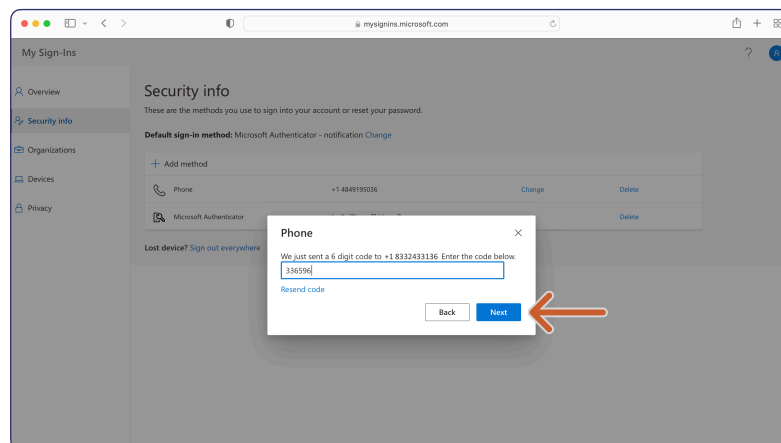 mysignins.microsoft.com
My Sign-Ins
?
Overview
Security info
Organizations
Devices
Privacy
Security info
These are the methods you use to sign into your account or reset your password.
Default sign-in method: Microsoft Authenticator - notification Change
+ Add method
Phone +1 4849195036 Change Delete
Microsoft Authenticator Delete
Lost device? Sign out everywhere
Phone
We just sent a 6 digit code to +1 8332433136 Enter the code below.
336596
Resend code
Back Next